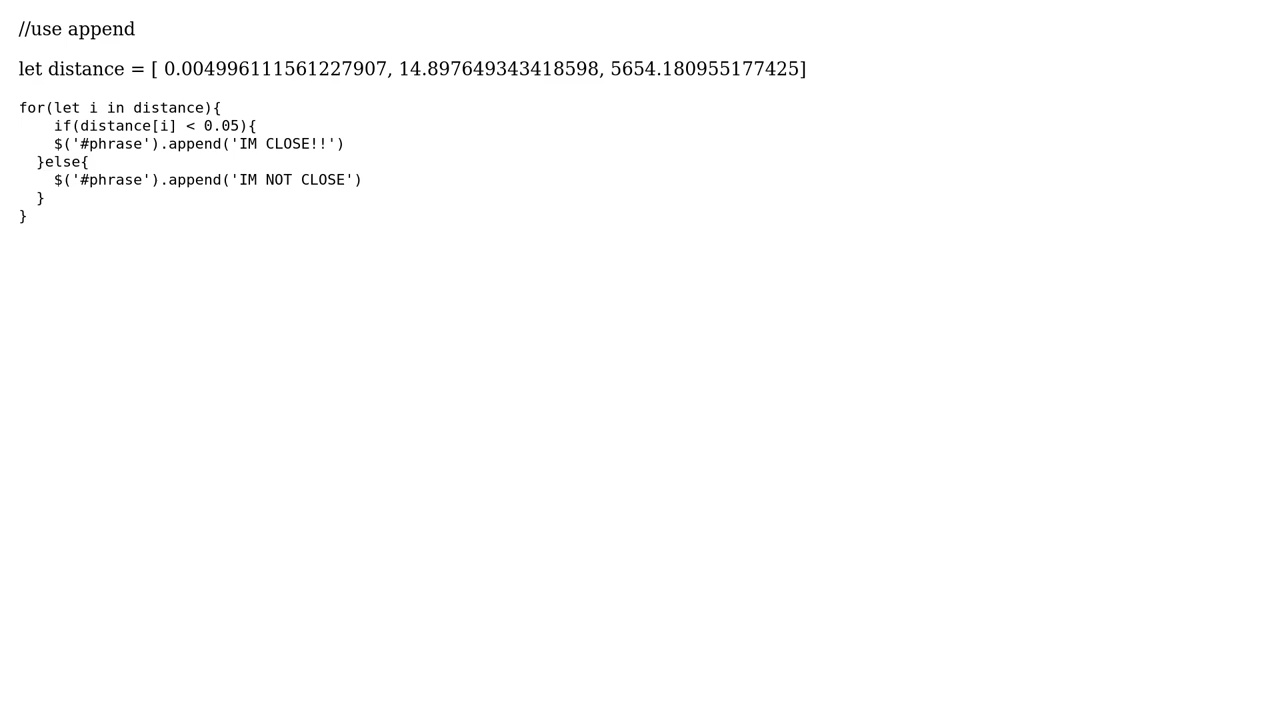 //use append
let distance = [ 0.004996111561227907, 14.897649343418598, 5654.180955177425]
for(let i in distance){
    if(distance[i] < 0.05){
    $('#phrase').append('IM CLOSE!!')
  }else{
    $('#phrase').append('IM NOT CLOSE')
  }
}